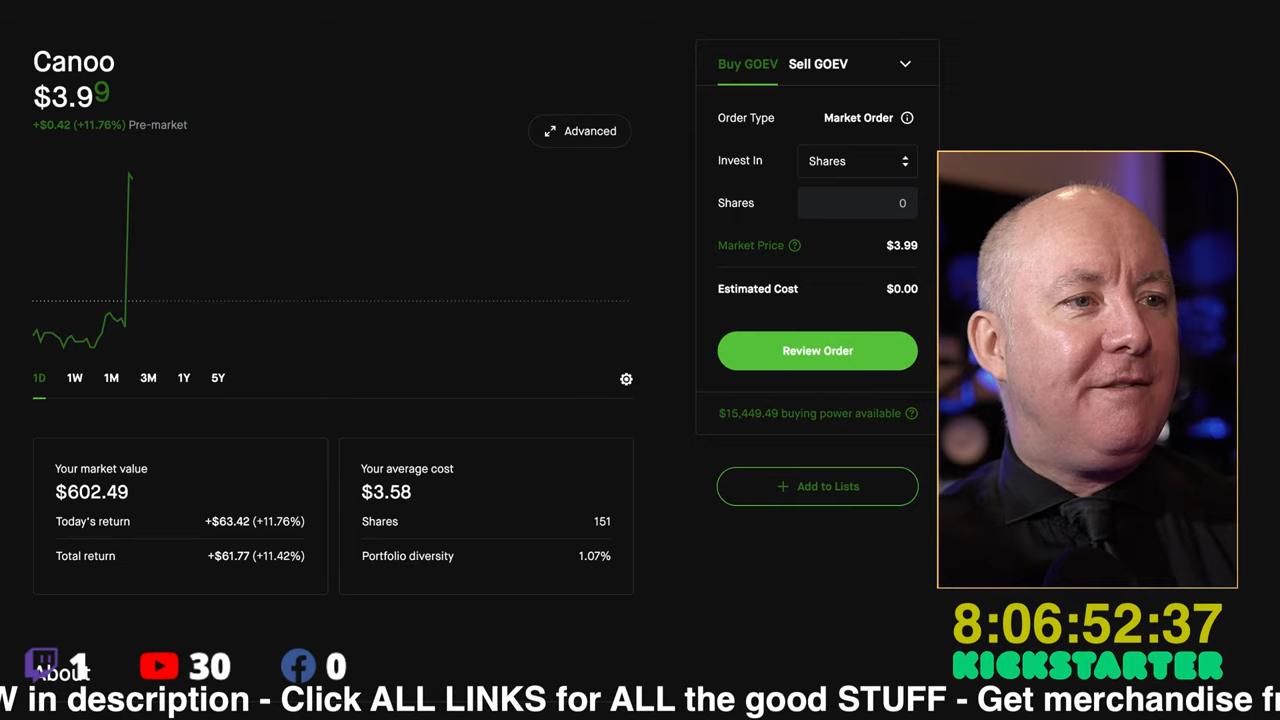 Canoo
$3.99
+$0.42 (+11.76%) Pre-market
Advanced
1D 1W 1M 3M 1Y 5Y
Your market value
$602.49
Today's return +$63.42 (+11.76%)
Total return +$61.77 (+11.42%)
Your average cost
$3.58
Shares 151
Portfolio diversity 1.07%
About
Buy GOEV Sell GOEV
Order Type Market Order
Invest In Shares
Shares 0
Market Price $3.99
Estimated Cost $0.00
Review Order
$15,449.49 buying power available
+ Add to Lists
8:06:52:37
KICKSTARTER
1 30 0
W in description - Click ALL LINKS for ALL the good STUFF - Get merchandise f